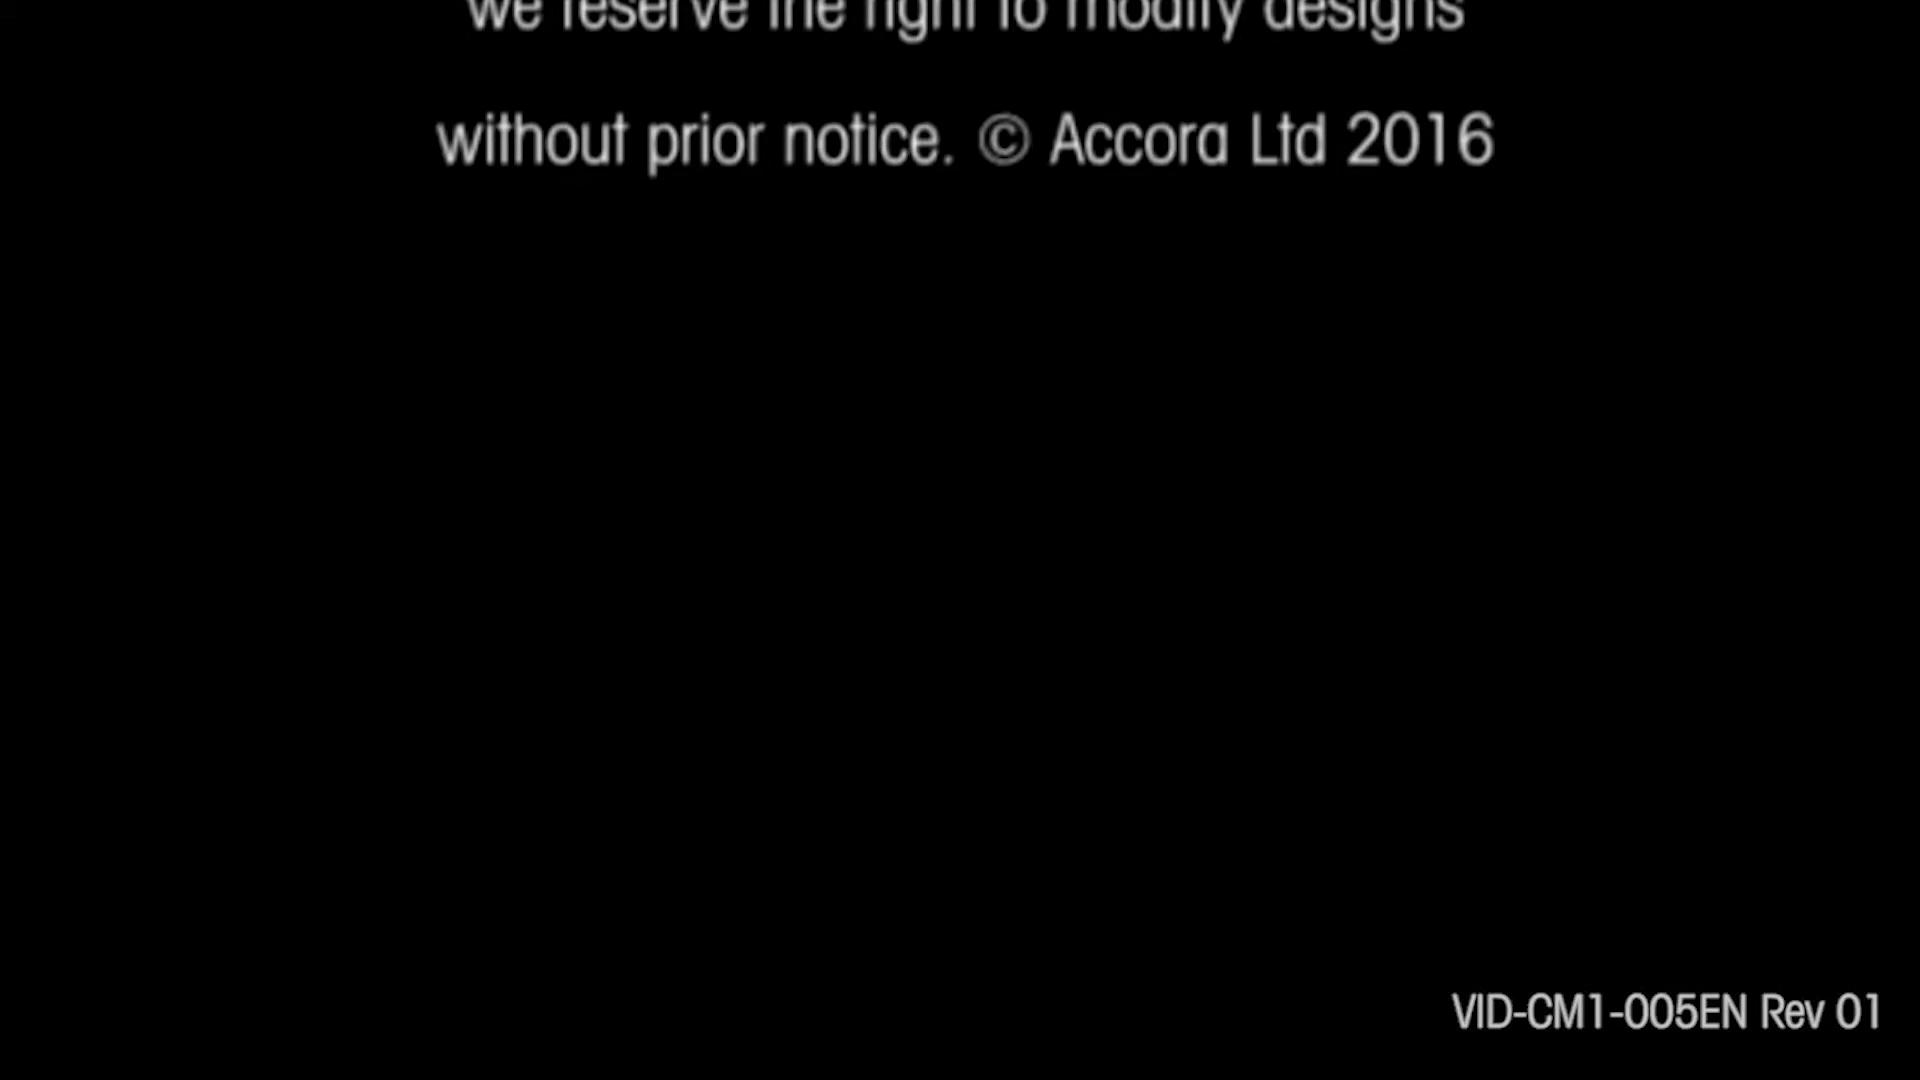 we reserve the right to modify designs
without prior notice. © Accora Ltd 2016
VID-CM1-005EN Rev 01